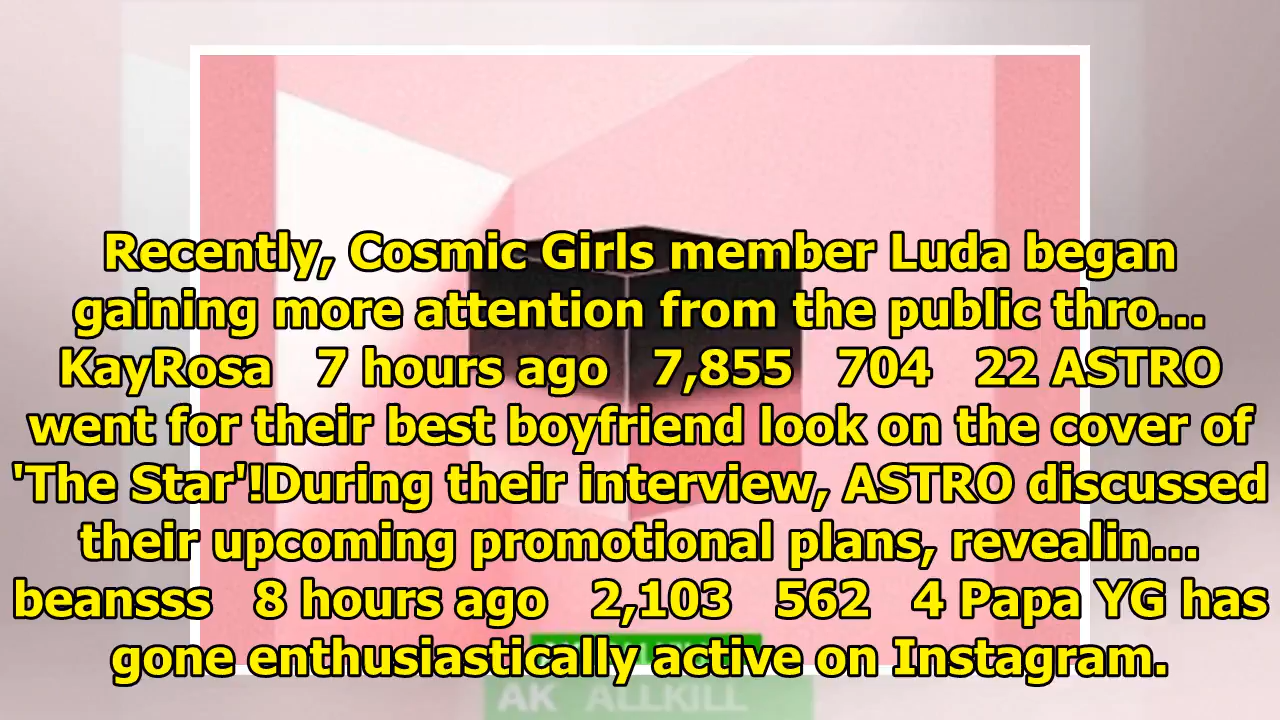 Recently, Cosmic Girls member Luda began
gaining more attention from the public thro...
KayRosa 7 hours ago 7,855 704 22 ASTRO
went for their best boyfriend look on the cover of
'The Star'!During their interview, ASTRO discussed
their upcoming promotional plans, revealin...
beansss 8 hours ago 2,103 562 4 Papa YG has
gone enthusiastically active on Instagram.
AK ALLKILL